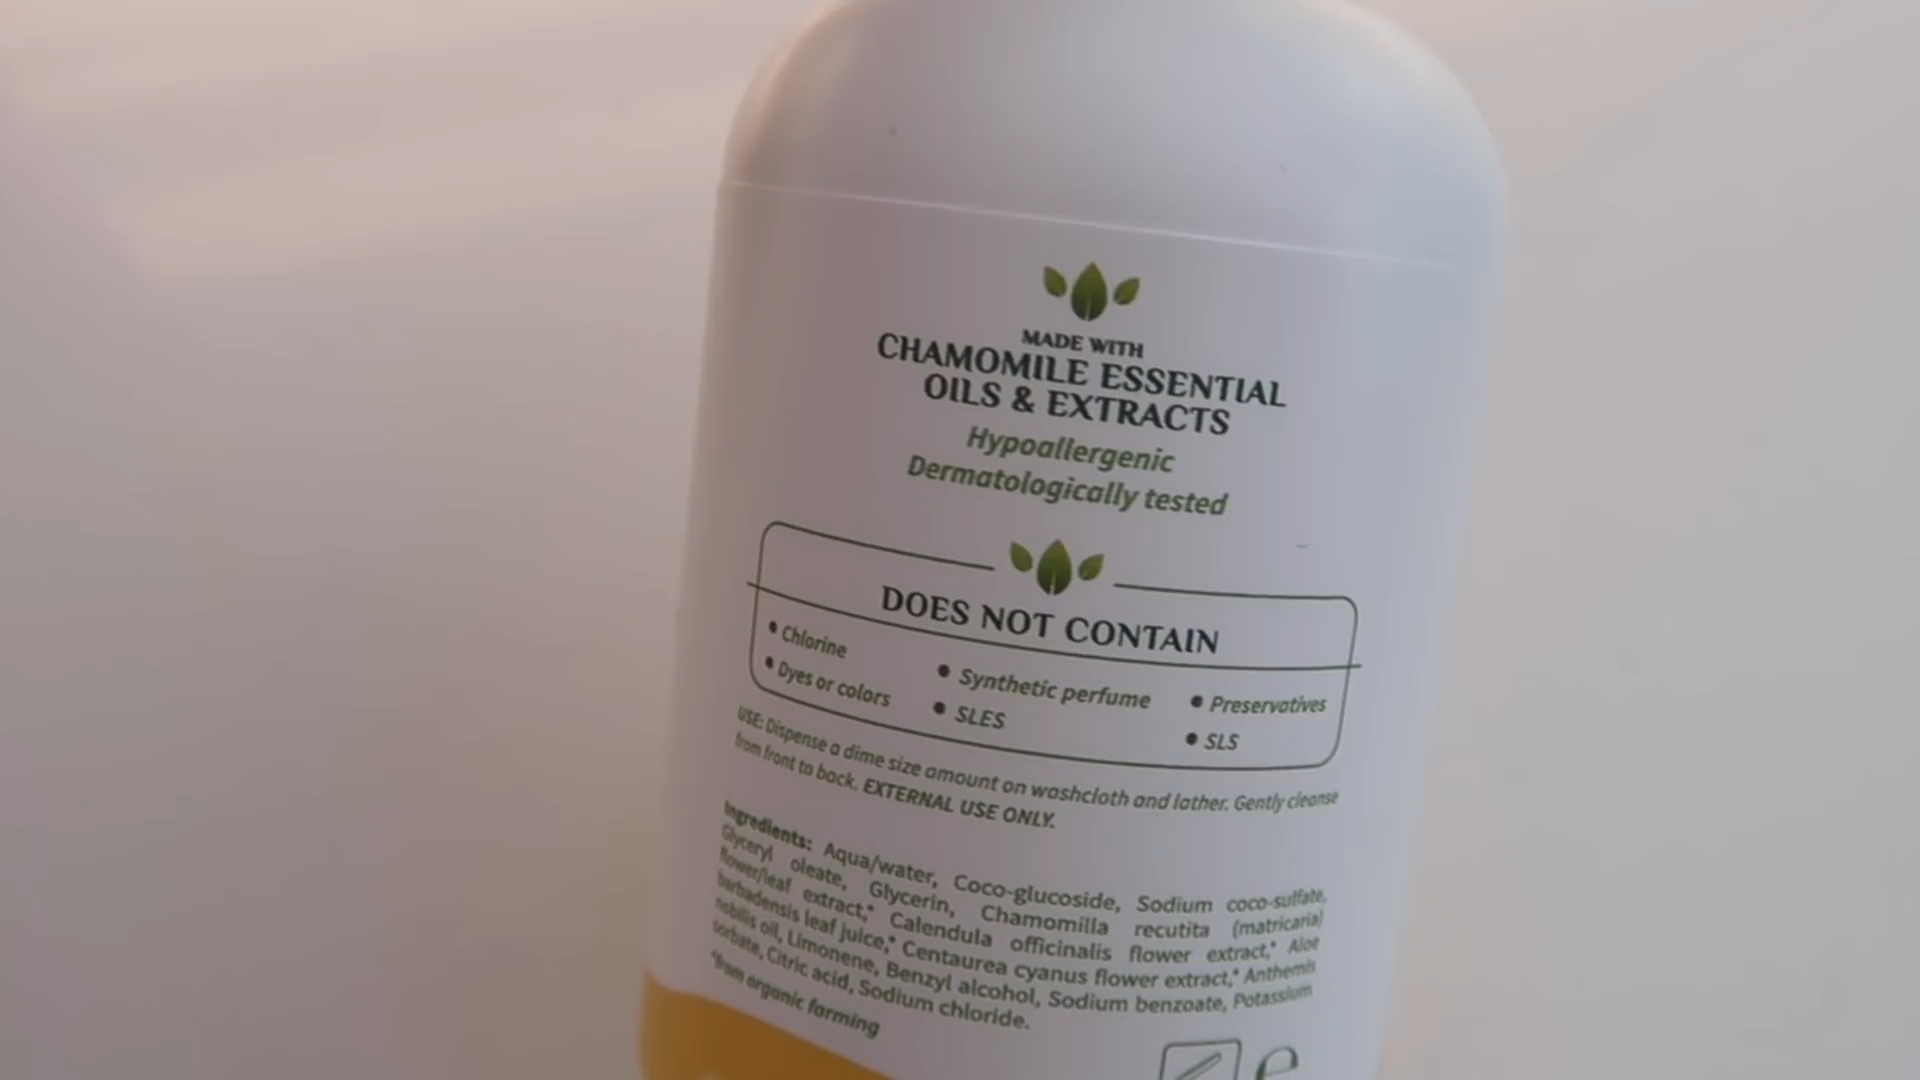 MADE WITH
CHAMOMILE ESSENTIAL
OILS & EXTRACTS
Hypoallergenic
Dermatologically tested
DOES NOT CONTAIN
• Chlorine
• Synthetic perfume
• Preservatives
• Dyes or colors
• SLES
• SLS
USE: Dispense a dime size amount on washcloth and lather. Gently cleanse
from front to back. EXTERNAL USE ONLY.
Ingredients: Aqua/water, Coco-glucoside, Sodium coco-sulfate,
Glyceryl oleate, Glycerin, Chamomilla recutita (matricaria)
flower/leaf extract,* Calendula officinalis flower extract,* Aloe
barbadensis leaf juice,* Centaurea cyanus flower extract,* Anthemis
nobilis oil, Limonene, Benzyl alcohol, Sodium benzoate, Potassium
sorbate, Citric acid, Sodium chloride.
*from organic farming
e